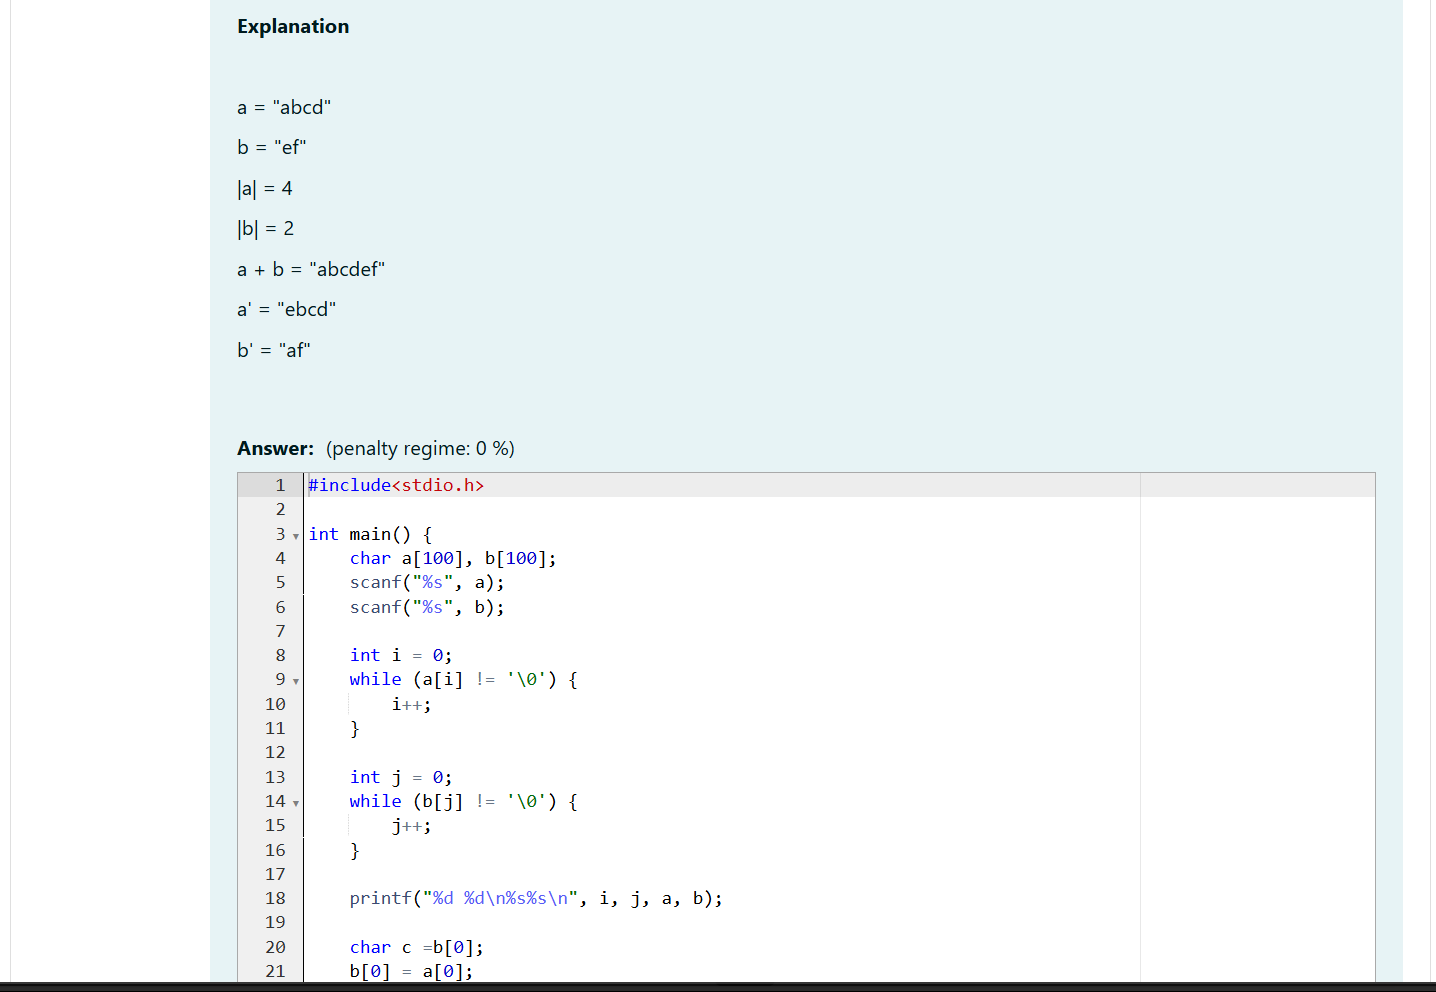 Explanation
a = "abcd"
b = "ef"
|a| = 4
|b| = 2
a + b = "abcdef"
a' = "ebcd"
b' = "af"
Answer: (penalty regime: 0 %)
1 #include<stdio.h>
2
3 int main() {
4 char a[100], b[100];
5 scanf("%s", a);
6 scanf("%s", b);
7
8 int i = 0;
9 while (a[i] != '\0') {
10 i++;
11 }
12
13 int j = 0;
14 while (b[j] != '\0') {
15 j++;
16 }
17
18 printf("%d %d\n%s%s\n", i, j, a, b);
19
20 char c =b[0];
21 b[0] = a[0];